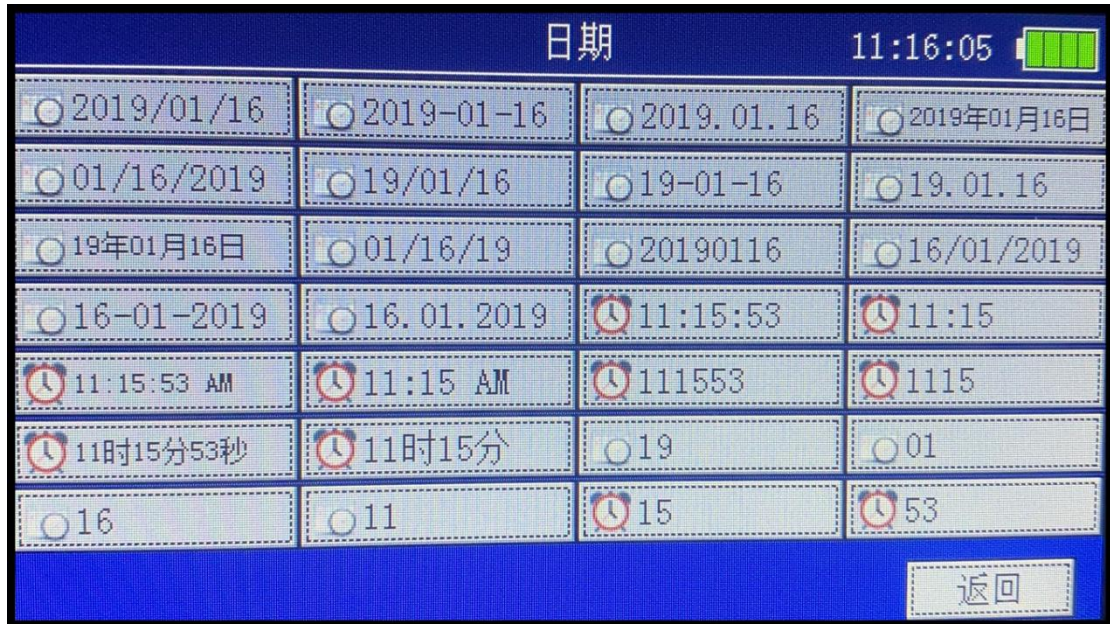 日期 11:16:05
2019/01/16 2019-01-16 2019.01.16 2019年01月16日
01/16/2019 19/01/16 19-01-16 19.01.16
19年01月16日 01/16/19 20190116 16/01/2019
16-01-2019 16.01.2019 11:15:53 11:15
11:15:53 AM 11:15 AM 111553 1115
11时15分53秒 11时15分 19 01
16 11 15 53
返回